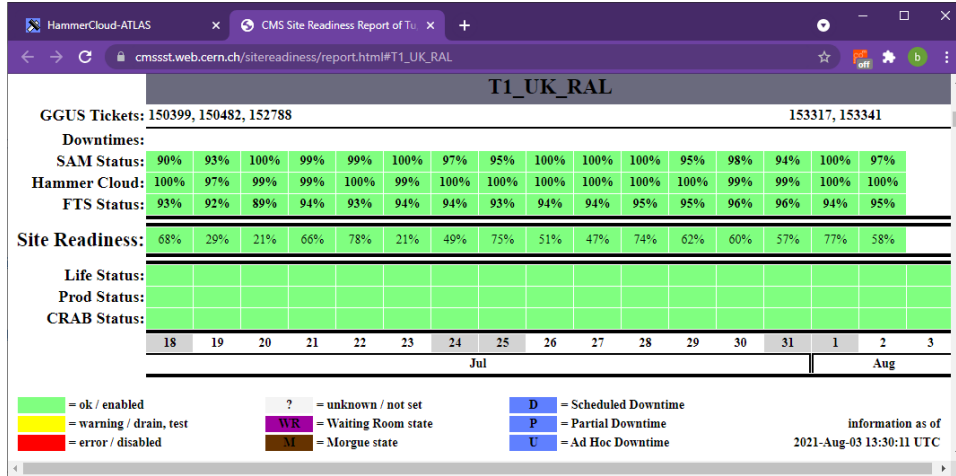 HammerCloud-ATLAS
CMS Site Readiness Report of Tu
cmssst.web.cern.ch/sitereadiness/report.html#T1_UK_RAL
off
b
T1_UK_RAL
GGUS Tickets: 150399, 150482, 152788 153317, 153341
Downtimes:
SAM Status: 90% 93% 100% 99% 99% 100% 97% 95% 100% 100% 100% 95% 98% 94% 100% 97%
Hammer Cloud: 100% 97% 99% 99% 100% 99% 100% 100% 100% 100% 100% 100% 99% 99% 100% 100%
FTS Status: 93% 92% 89% 94% 93% 94% 94% 93% 94% 94% 95% 95% 96% 96% 94% 95%
Site Readiness: 68% 29% 21% 66% 78% 21% 49% 75% 51% 47% 74% 62% 60% 57% 77% 58%
Life Status:
Prod Status:
CRAB Status:
18 19 20 21 22 23 24 25 26 27 28 29 30 31 1 2 3
Jul Aug
= ok / enabled ? = unknown / not set D = Scheduled Downtime
= warning / drain, test WR = Waiting Room state P = Partial Downtime information as of
= error / disabled M = Morgue state U = Ad Hoc Downtime 2021-Aug-03 13:30:11 UTC